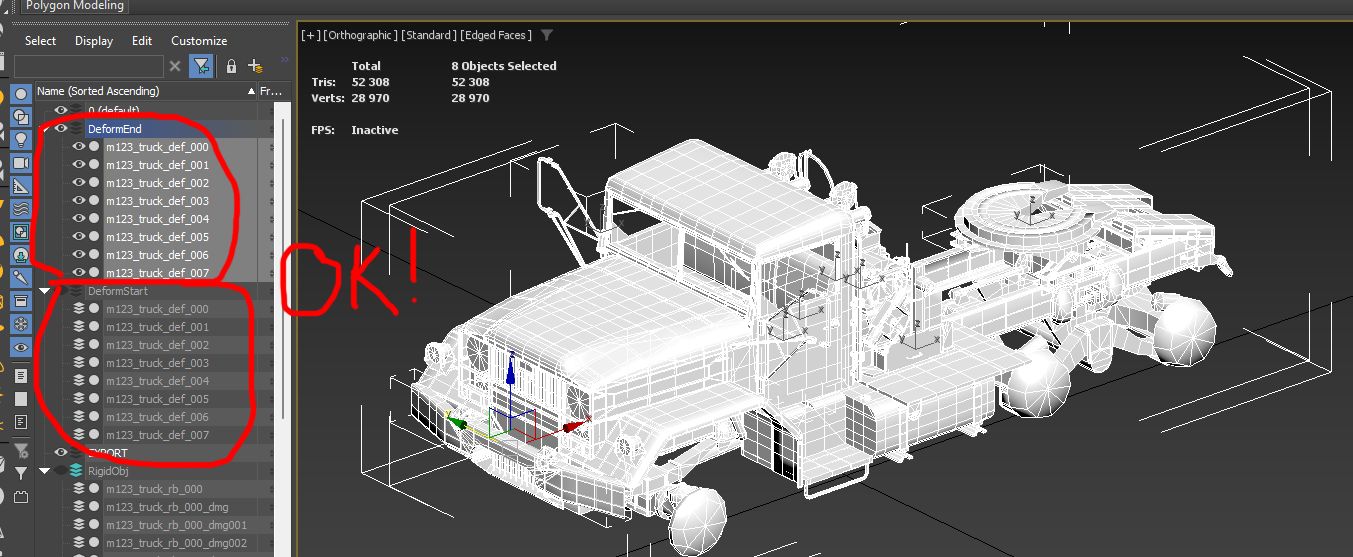 Polygon Modeling
Select Display Edit Customize
Name (Sorted Ascending) Fr...
0 (default)
DeformEnd
m123_truck_def_000
m123_truck_def_001
m123_truck_def_002
m123_truck_def_003
m123_truck_def_004
m123_truck_def_005
m123_truck_def_006
m123_truck_def_007
DeformStart
m123_truck_def_000
m123_truck_def_001
m123_truck_def_002
m123_truck_def_003
m123_truck_def_004
m123_truck_def_005
m123_truck_def_006
m123_truck_def_007
EXPORT
RigidObj
m123_truck_rb_000
m123_truck_rb_000_dmg
m123_truck_rb_000_dmg001
m123_truck_rb_000_dmg002
OK!
[+] [Orthographic] [Standard] [Edged Faces]
Total 8 Objects Selected
Tris: 52 308 52 308
Verts: 28 970 28 970
FPS: Inactive